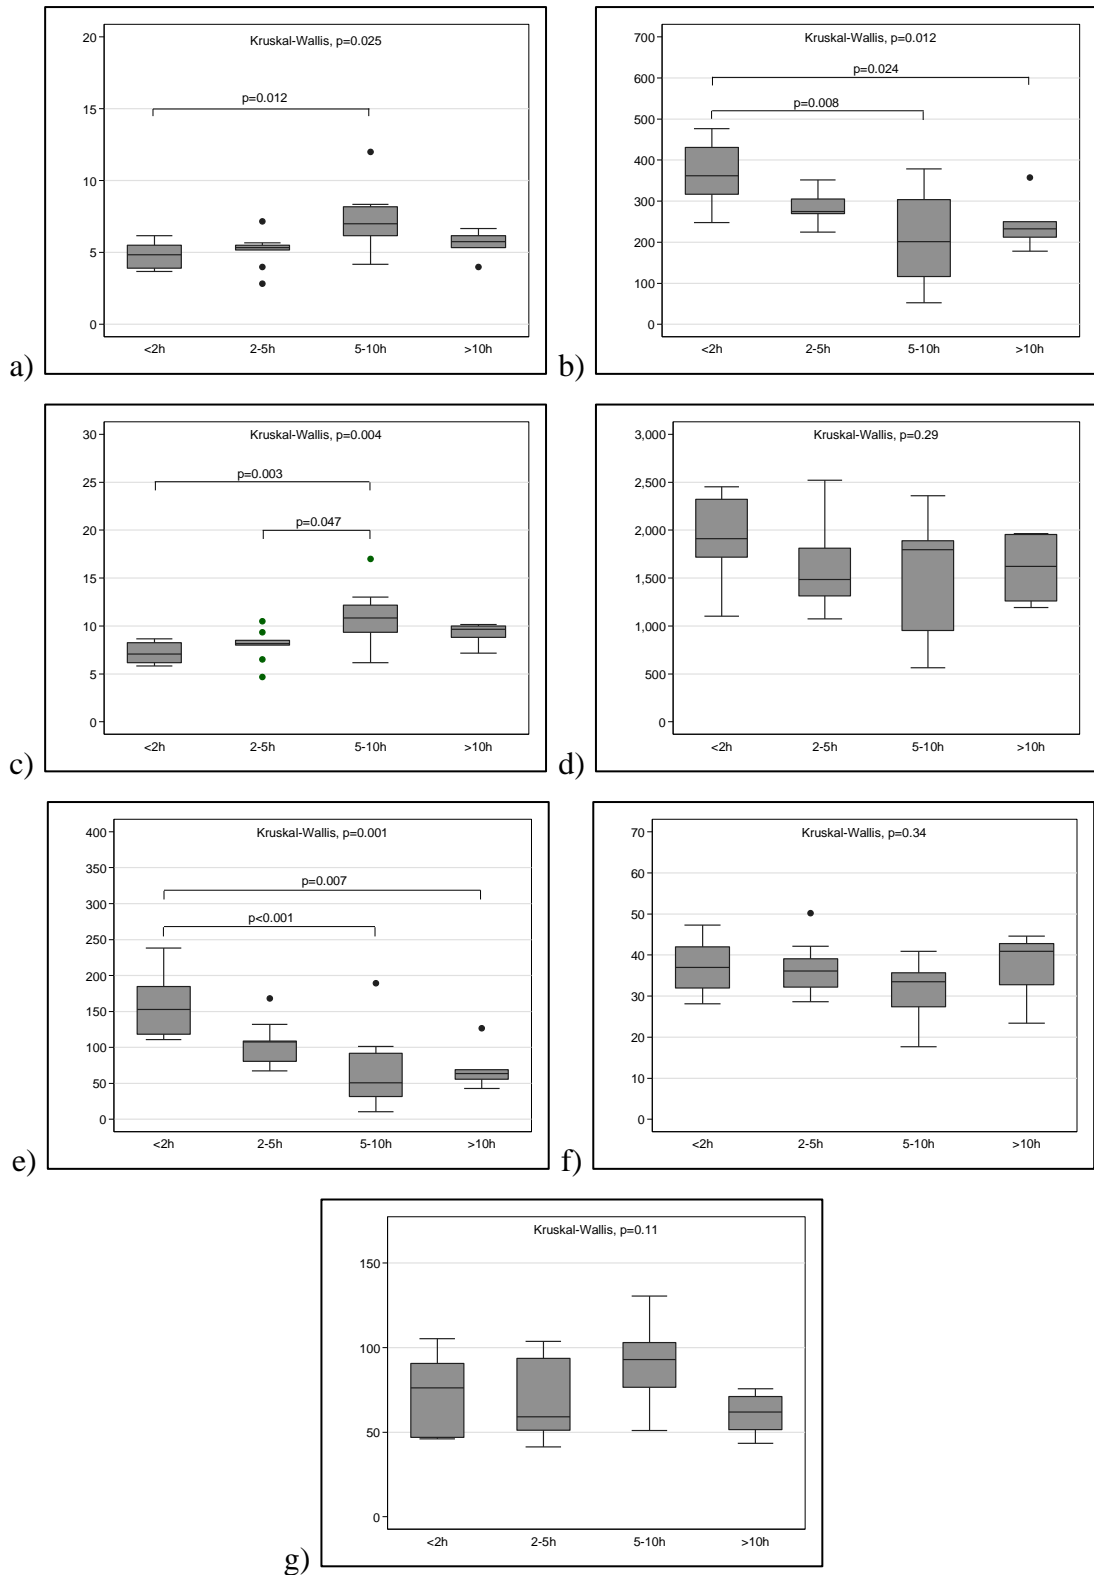 Kruskal-Wallis, p=0.025
20
15
10
5
0
p=0.012
<2h 2-5h 5-10h >10h
a)
Kruskal-Wallis, p=0.012
700
600
500
400
300
200
100
0
p=0.024
p=0.008
<2h 2-5h 5-10h >10h
b)
Kruskal-Wallis, p=0.004
30
25
20
15
10
5
0
p=0.003
p=0.047
<2h 2-5h 5-10h >10h
c)
Kruskal-Wallis, p=0.29
3,000
2,500
2,000
1,500
1,000
500
0
<2h 2-5h 5-10h >10h
d)
Kruskal-Wallis, p=0.001
400
350
300
250
200
150
100
50
0
p=0.007
p<0.001
<2h 2-5h 5-10h >10h
e)
Kruskal-Wallis, p=0.34
70
60
50
40
30
20
10
0
<2h 2-5h 5-10h >10h
f)
Kruskal-Wallis, p=0.11
150
100
50
0
<2h 2-5h 5-10h >10h
g)